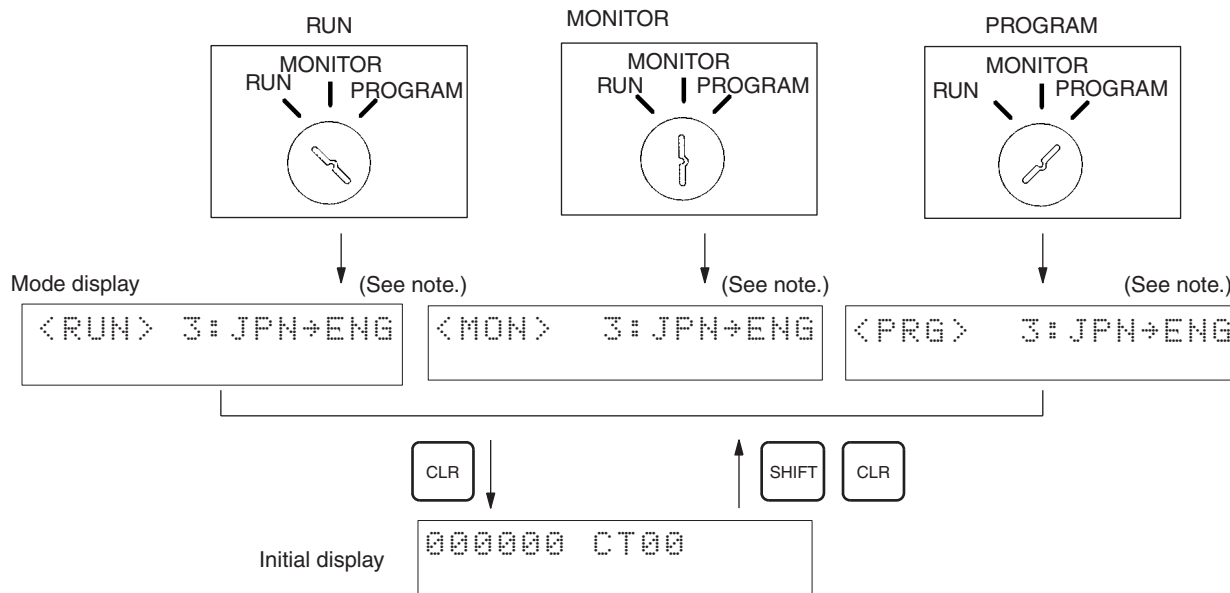 RUN
MONITOR
PROGRAM
MONITOR
RUN
PROGRAM
MONITOR
RUN
PROGRAM
MONITOR
RUN
PROGRAM
Mode display
(See note.)
(See note.)
(See note.)
<RUN> 3:JPN→ENG
<MON> 3:JPN→ENG
<PRG> 3:JPN→ENG
CLR
SHIFT
CLR
Initial display
000000 CT00